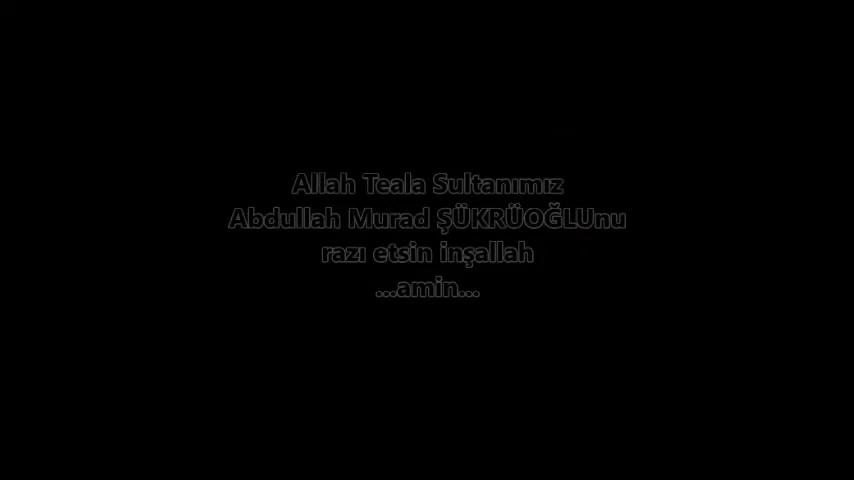 Allah Teala Sultanımız
Abdullah Murad ŞÜKRÜOĞLUnu
razı etsin inşallah
...amin...